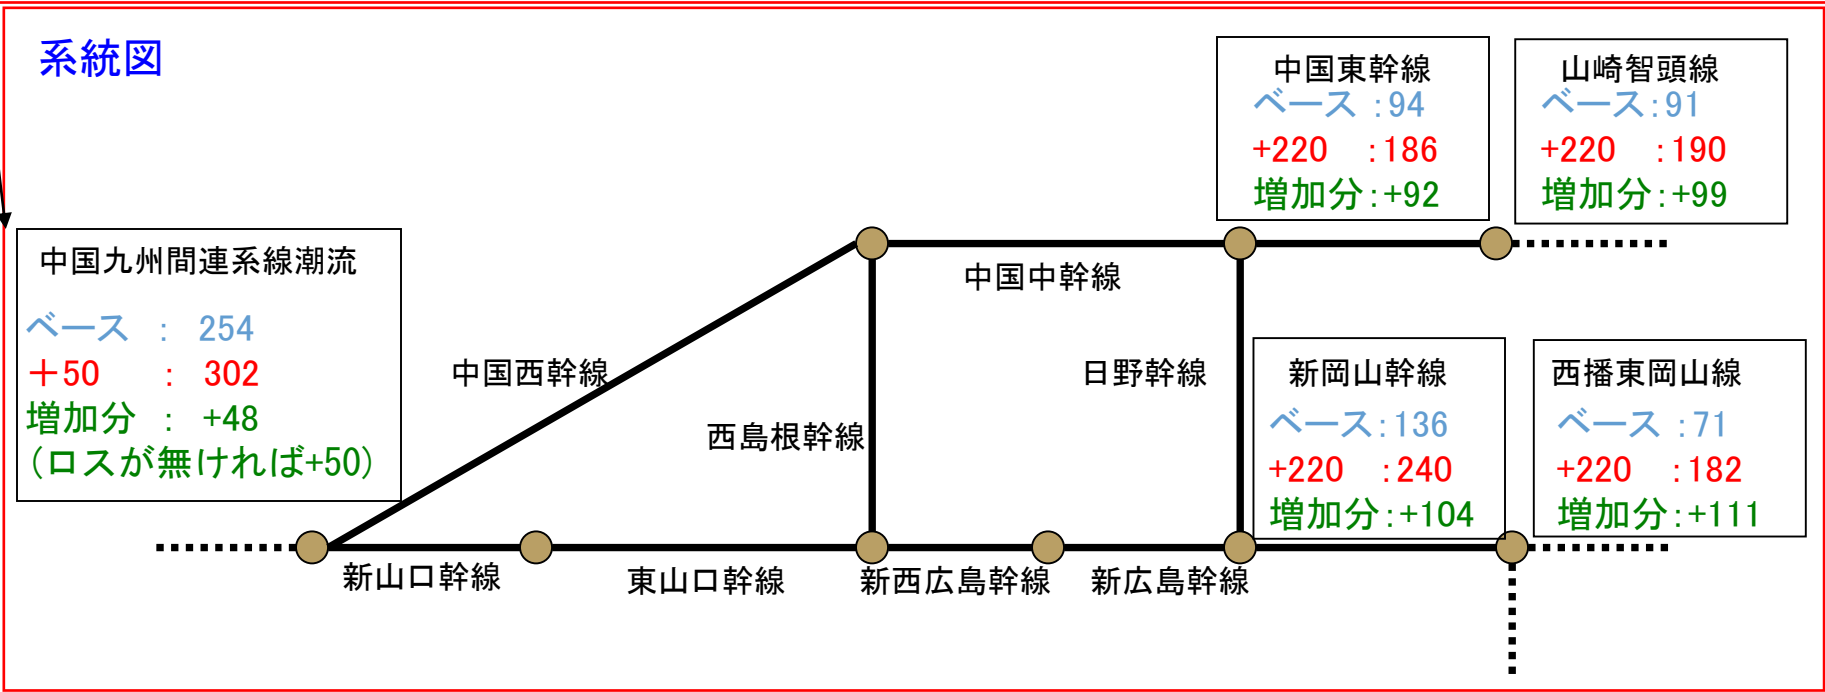 系統図
中国東幹線
ベース :94
+220 :186
増加分:+92
山崎智頭線
ベース:91
+220 :190
増加分:+99
中国九州間連系線潮流
ベース : 254
+50 : 302
増加分 : +48
(ロスが無ければ+50)
中国中幹線
中国西幹線
西島根幹線
日野幹線
新岡山幹線
ベース:136
+220 :240
増加分:+104
西播東岡山線
ベース :71
+220 :182
増加分:+111
新山口幹線
東山口幹線
新西広島幹線
新広島幹線